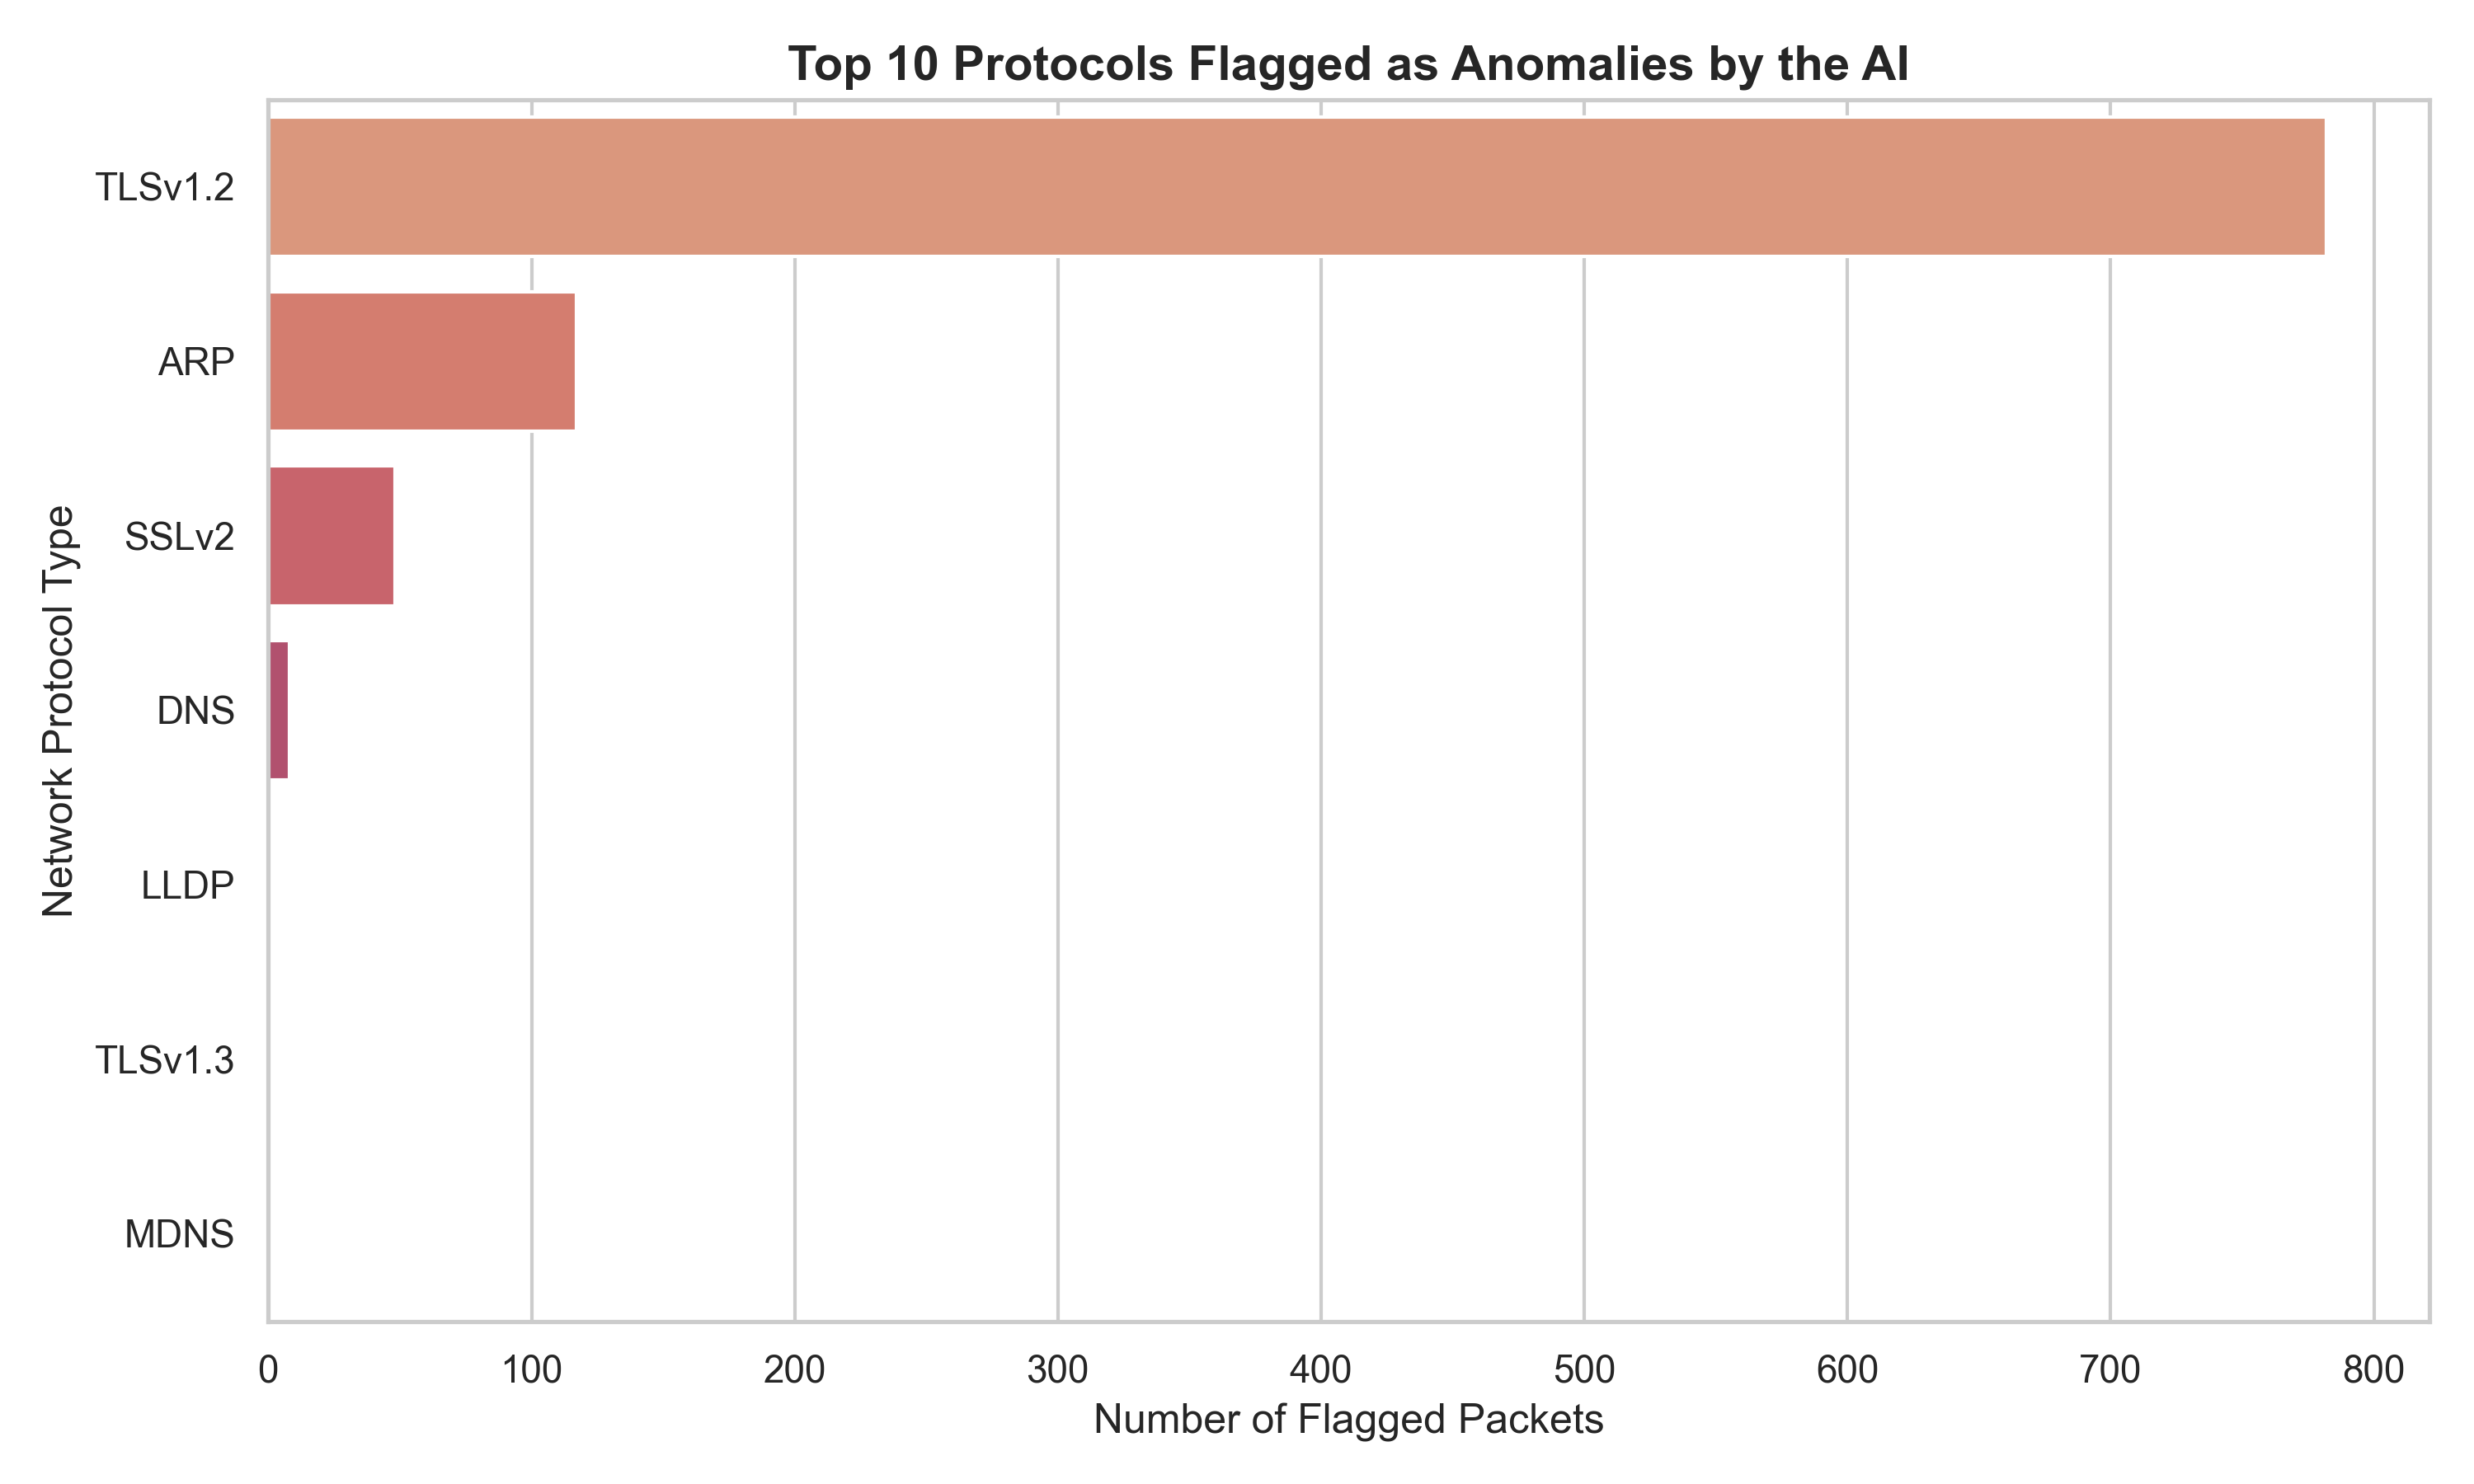 Top 10 Protocols Flagged as Anomalies by the AI
Network Protocol Type
TLSv1.2
ARP
SSLv2
DNS
LLDP
TLSv1.3
MDNS
0 100 200 300 400 500 600 700 800
Number of Flagged Packets